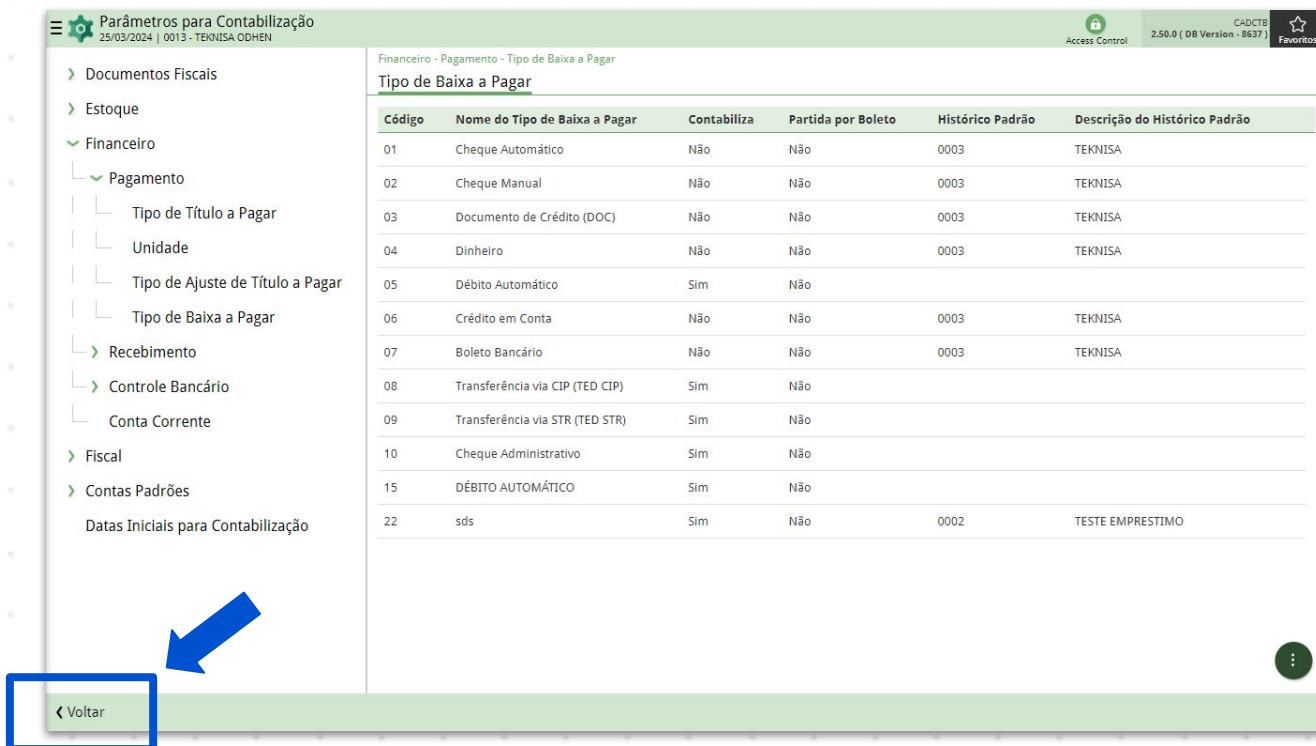 Parâmetros para Contabilização
25/03/2024 | 0013 - TEKNISA ODHEN
Access Control
CADCTB
2.50.0 ( DB Version - 8637 )
Favoritos
Documentos Fiscais
Estoque
Financeiro
Pagamento
Tipo de Título a Pagar
Unidade
Tipo de Ajuste de Título a Pagar
Tipo de Baixa a Pagar
Recebimento
Controle Bancário
Conta Corrente
Fiscal
Contas Padrões
Datas Iniciais para Contabilização
Financeiro - Pagamento - Tipo de Baixa a Pagar
Tipo de Baixa a Pagar
Código Nome do Tipo de Baixa a Pagar Contabiliza Partida por Boleto Histórico Padrão Descrição do Histórico Padrão
01 Cheque Automático Não Não 0003 TEKNISA
02 Cheque Manual Não Não 0003 TEKNISA
03 Documento de Crédito (DOC) Não Não 0003 TEKNISA
04 Dinheiro Não Não 0003 TEKNISA
05 Débito Automático Sim Não
06 Crédito em Conta Não Não 0003 TEKNISA
07 Boleto Bancário Não Não 0003 TEKNISA
08 Transferência via CIP (TED CIP) Sim Não
09 Transferência via STR (TED STR) Sim Não
10 Cheque Administrativo Sim Não
15 DÉBITO AUTOMÁTICO Sim Não
22 sds Sim Não 0002 TESTE EMPRESTIMO
Voltar